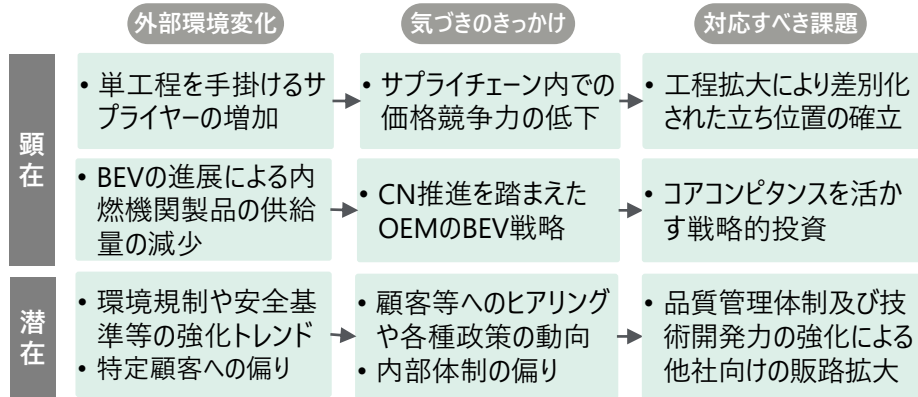 外部環境変化
気づきのきっかけ
対応すべき課題
顕在
• 単工程を手掛けるサ
プライヤーの増加
• サプライチェーン内での
価格競争力の低下
• 工程拡大により差別化
された立ち位置の確立
• BEVの進展による内
燃機関製品の供給
量の減少
• CN推進を踏まえた
OEMのBEV戦略
• コアコンピタンスを活か
す戦略的投資
潜在
• 環境規制や安全基
準等の強化トレンド
• 特定顧客への偏り
• 顧客等へのヒアリング
や各種政策の動向
• 内部体制の偏り
• 品質管理体制及び技
術開発力の強化による
他社向けの販路拡大